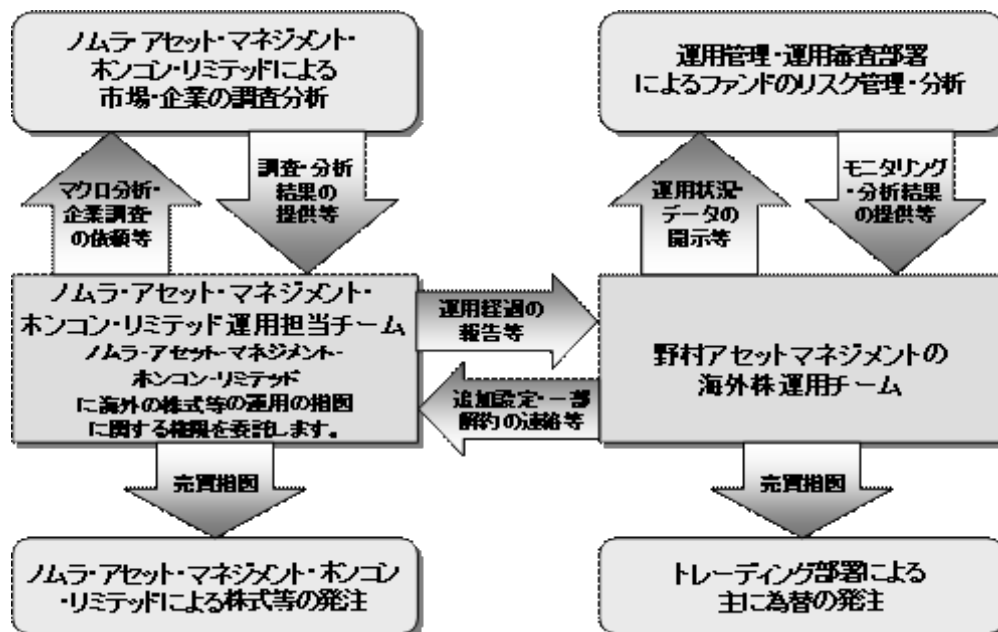 ノムラ・アセット・マネジメント・
ホンコン・リミテッドによる
市場・企業の調査分析
運用管理・運用審査部署
によるファンドのリスク管理・分析
マクロ分析・
企業調査
の依頼等
調査・分析
結果の
提供等
運用状況・
データの
開示等
モニタリング
・分析結果
の提供等
ノムラ・アセット・マネジメント・
ホンコン・リミテッド運用担当チーム
ノムラ・アセット・マネジメント・
ホンコン・リミテッド
に海外の株式等の運用の指図
に関する権限を委託します。
運用経過の
報告等
追加設定・一部
解約の連絡等
野村アセットマネジメントの
海外株運用チーム
売買指図
売買指図
ノムラ・アセット・マネジメント・ホンコン
・リミテッドによる株式等の発注
トレーディング部署による
主に為替の発注